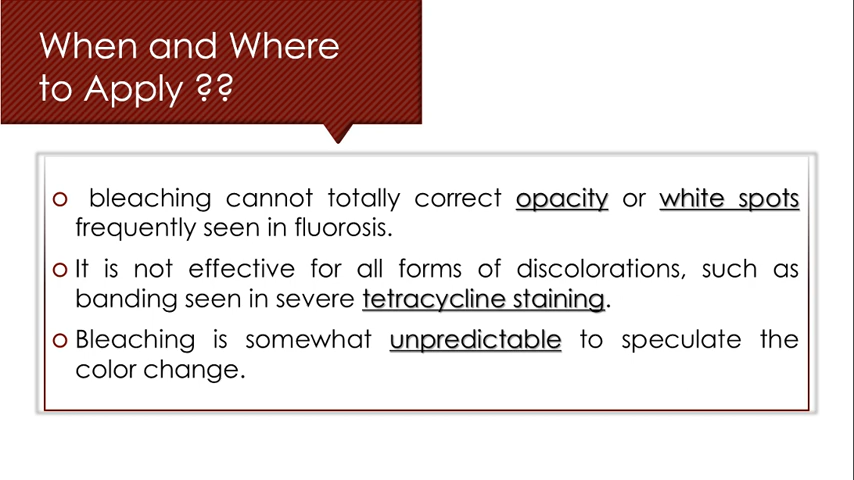 When and Where
to Apply ??
bleaching cannot totally correct opacity or white spots
frequently seen in fluorosis.
It is not effective for all forms of discolorations, such as
banding seen in severe tetracycline staining.
Bleaching is somewhat unpredictable to speculate the
color change.